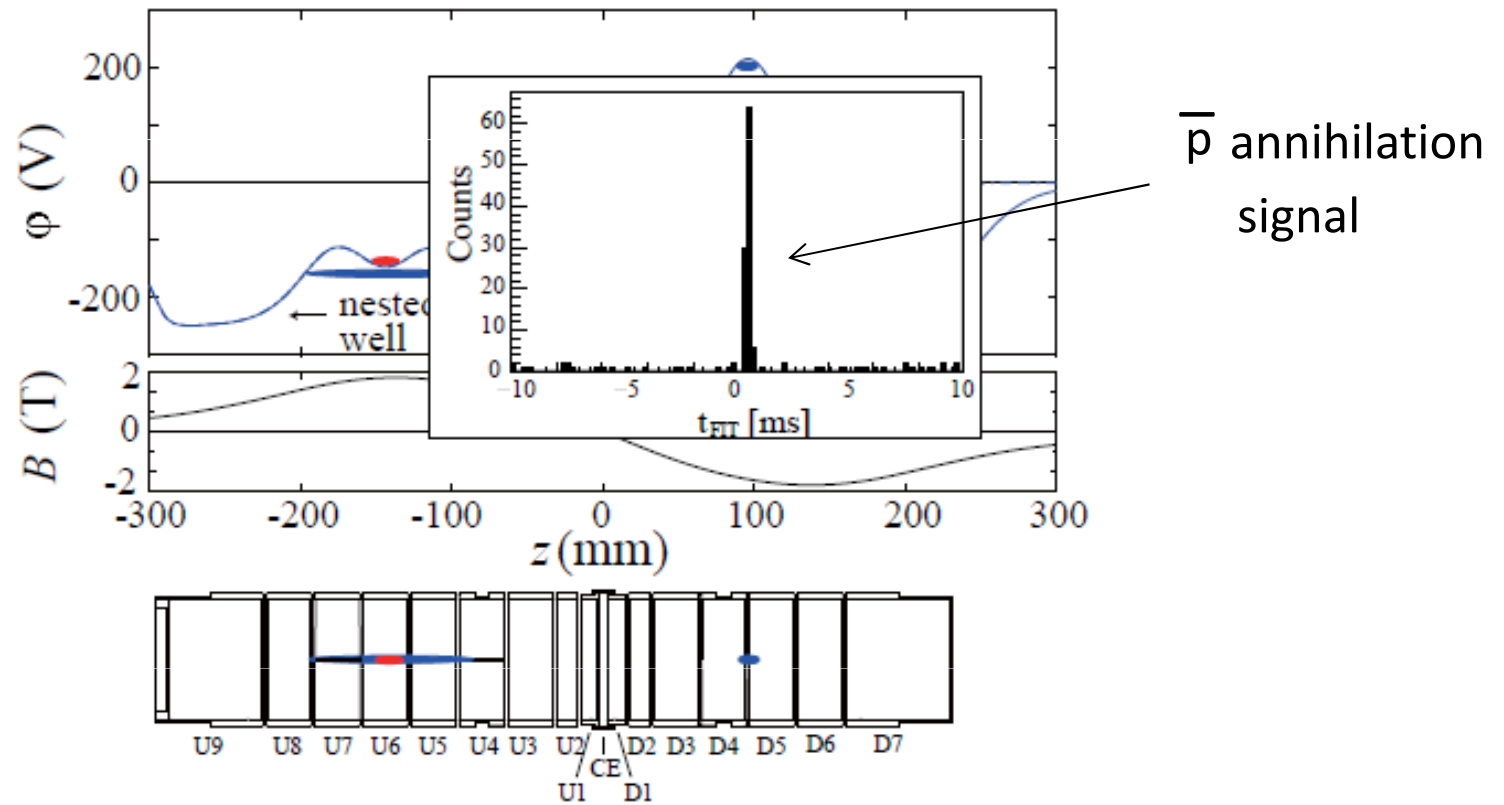 200
0
-200
φ (V)
← nested
well
2
0
-2
B (T)
-300 -200 -100 0 100 200 300
z (mm)
60
50
40
30
20
10
0
Counts
−10 −5 0 5 10
tFIT [ms]
p̅ annihilation
signal
U9 U8 U7 U6 U5 U4 U3 U2 D2 D3 D4 D5 D6 D7
CE
U1 D1